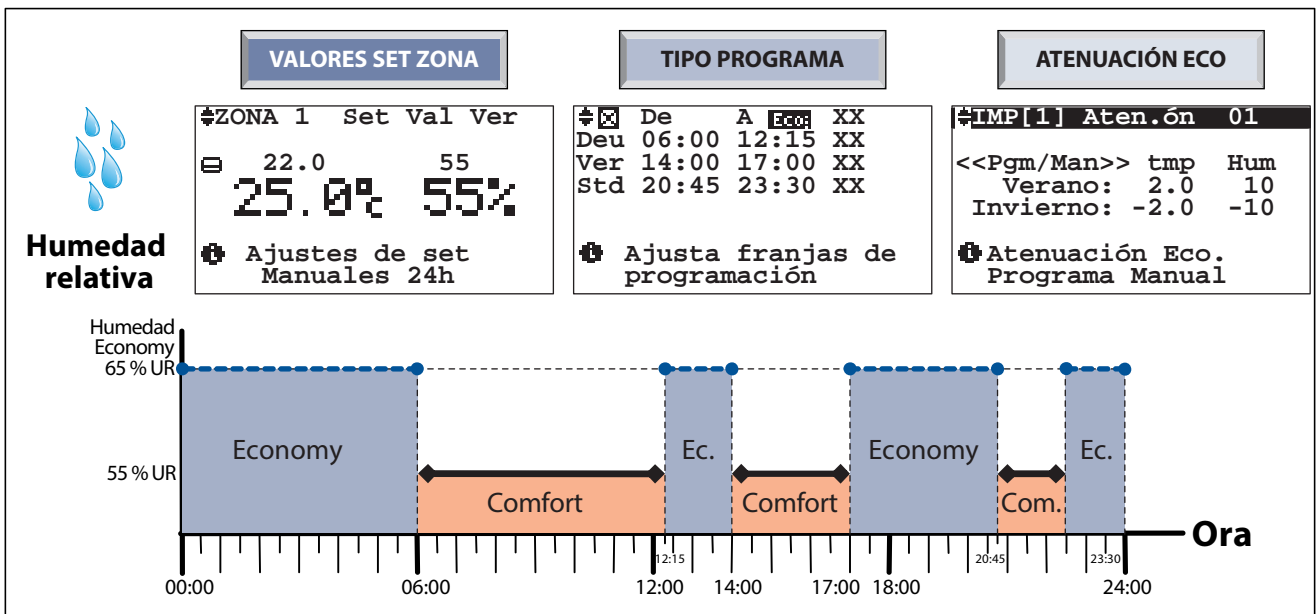 VALORES SET ZONA
TIPO PROGRAMA
ATENUACIÓN ECO
Humedad
relativa
ZONA 1 Set Val Ver
22.0 55
25.0°c 55%
Ajustes de set
Manuales 24h
De A Eco XX
Deu 06:00 12:15 XX
Ver 14:00 17:00 XX
Std 20:45 23:30 XX
Ajusta franjas de
programación
IMP[1] Aten.ón 01
<<Pgm/Man>> tmp Hum
Verano: 2.0 10
Invierno: -2.0 -10
Atenuación Eco.
Programa Manual
Humedad
Economy
65 % UR
55 % UR
Economy
Comfort
Ec.
Comfort
Economy
Com.
Ec.
Ora
12:15
20:45
23:30
00:00
06:00
12:00
14:00
17:00
18:00
24:00